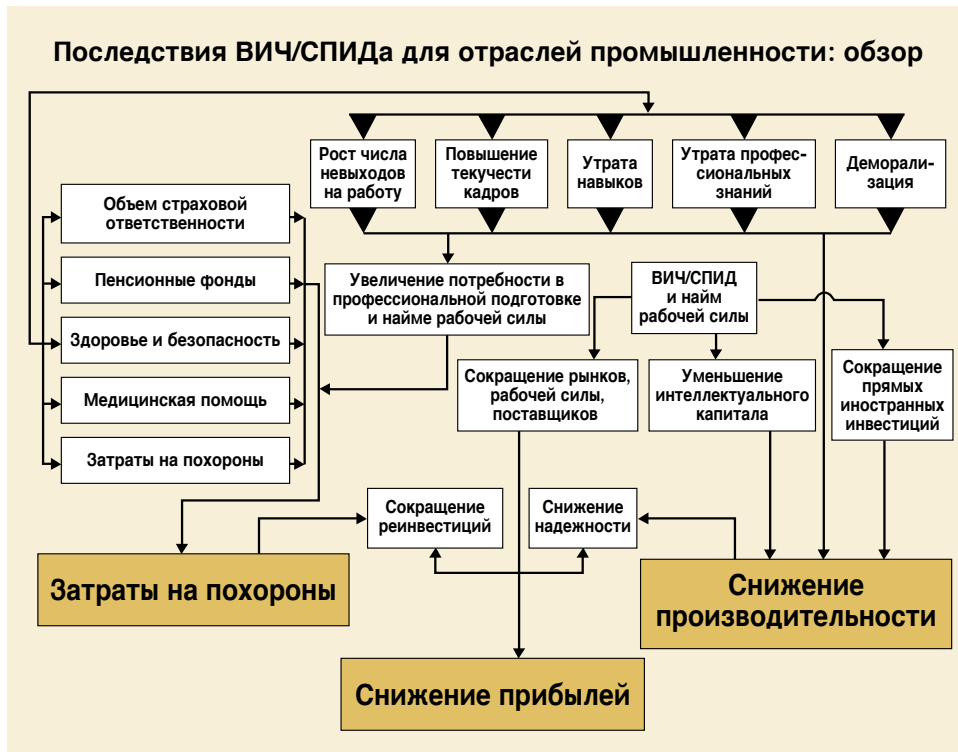 Последствия ВИЧ/СПИДа для отраслей промышленности: обзор
Рост числа
невыходов
на работу
Повышение
текучести
кадров
Утрата
навыков
Утрата профес-
сиональных
знаний
Деморали-
зация
Объем страховой
ответственности
Пенсионные фонды
Здоровье и безопасность
Медицинская помощь
Затраты на похороны
Увеличение потребности в
профессиональной подготовке
и найме рабочей силы
ВИЧ/СПИД
и найм
рабочей силы
Сокращение рынков,
рабочей силы,
поставщиков
Уменьшение
интеллектуального
капитала
Сокращение
прямых
иностранных
инвестиций
Сокращение
реинвестиций
Снижение
надежности
Затраты на похороны
Снижение
производительности
Снижение прибылей